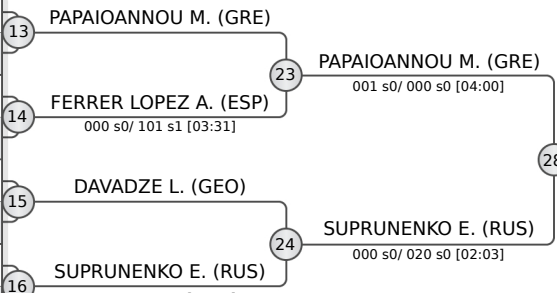 PAPAIOANNOU M. (GRE)
13
PAPAIOANNOU M. (GRE)
23
001 s0/ 000 s0 [04:00]
FERRER LOPEZ A. (ESP)
14
000 s0/ 101 s1 [03:31]
28
DAVADZE L. (GEO)
15
SUPRUNENKO E. (RUS)
24
000 s0/ 020 s0 [02:03]
SUPRUNENKO E. (RUS)
16